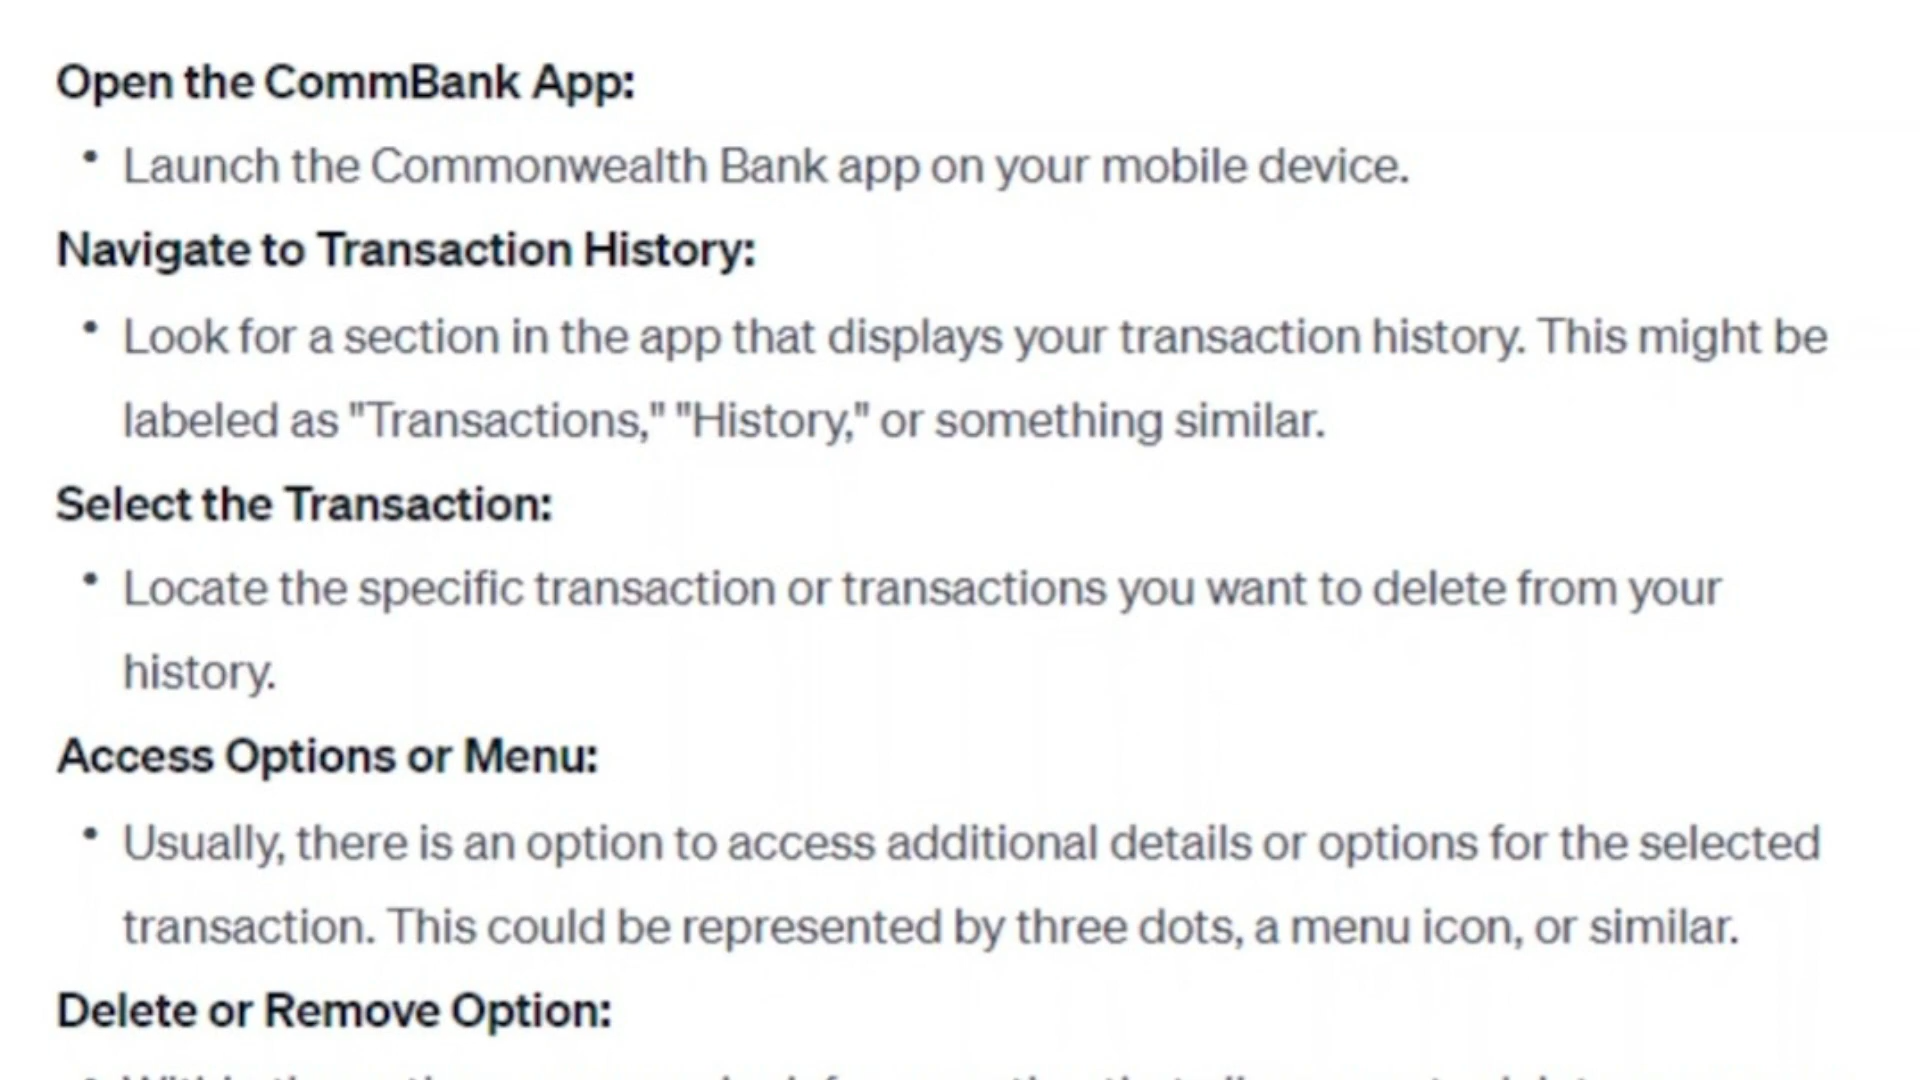 Open the CommBank App:
• Launch the Commonwealth Bank app on your mobile device.
Navigate to Transaction History:
• Look for a section in the app that displays your transaction history. This might be
labeled as "Transactions," "History," or something similar.
Select the Transaction:
• Locate the specific transaction or transactions you want to delete from your
history.
Access Options or Menu:
• Usually, there is an option to access additional details or options for the selected
transaction. This could be represented by three dots, a menu icon, or similar.
Delete or Remove Option: